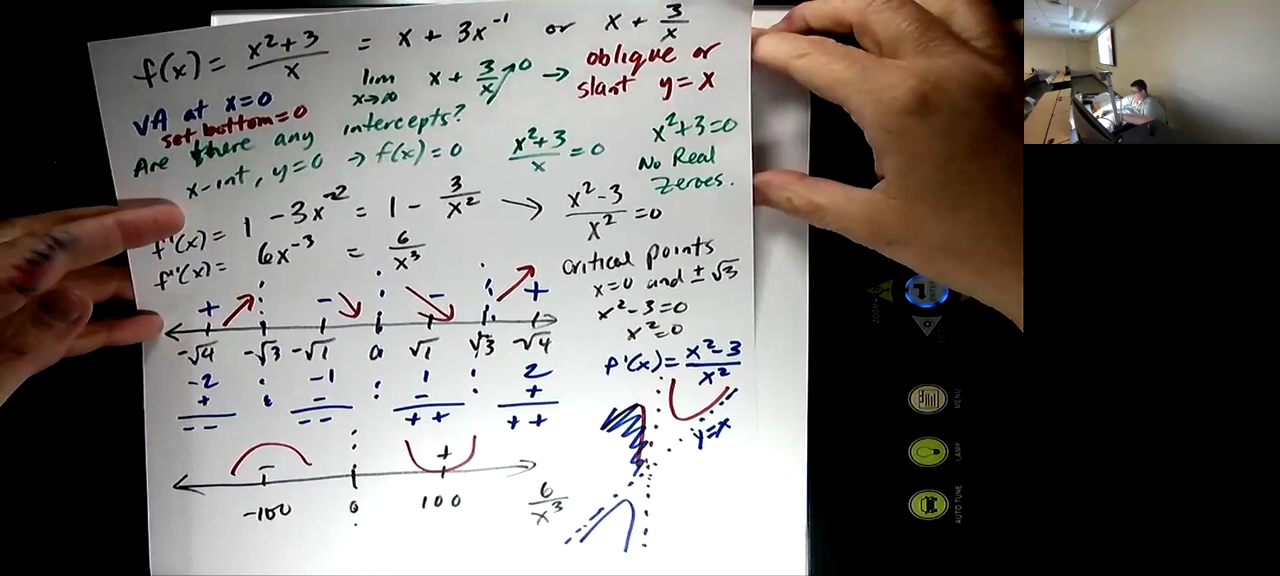 f(x) = x²+3 / x = x + 3x⁻¹ or x + 3/x
VA at x=0
set bottom=0
lim x→∞ x + 3/x → 0 → oblique or
slant y = x
Are there any intercepts?
x-int, y=0 → f(x)=0 x²+3 / x = 0 x²+3=0
No Real
Zeroes.
f'(x) = 1 - 3x⁻² = 1 - 3/x² → x²-3 / x² = 0
f''(x) = 6x⁻³ = 6/x³
critical points
x=0 and ±√3
x²-3=0
x²=0
f'(x) = x²-3 / x²
+ - - +
-√4 -√3 -√1 0 √1 √3 √4
-2 -1 1 2
+ - - +
-- -- ++ ++
y=x
- +
-100 0 100 6/x³
MENU
LAMP
AUTO TUNE